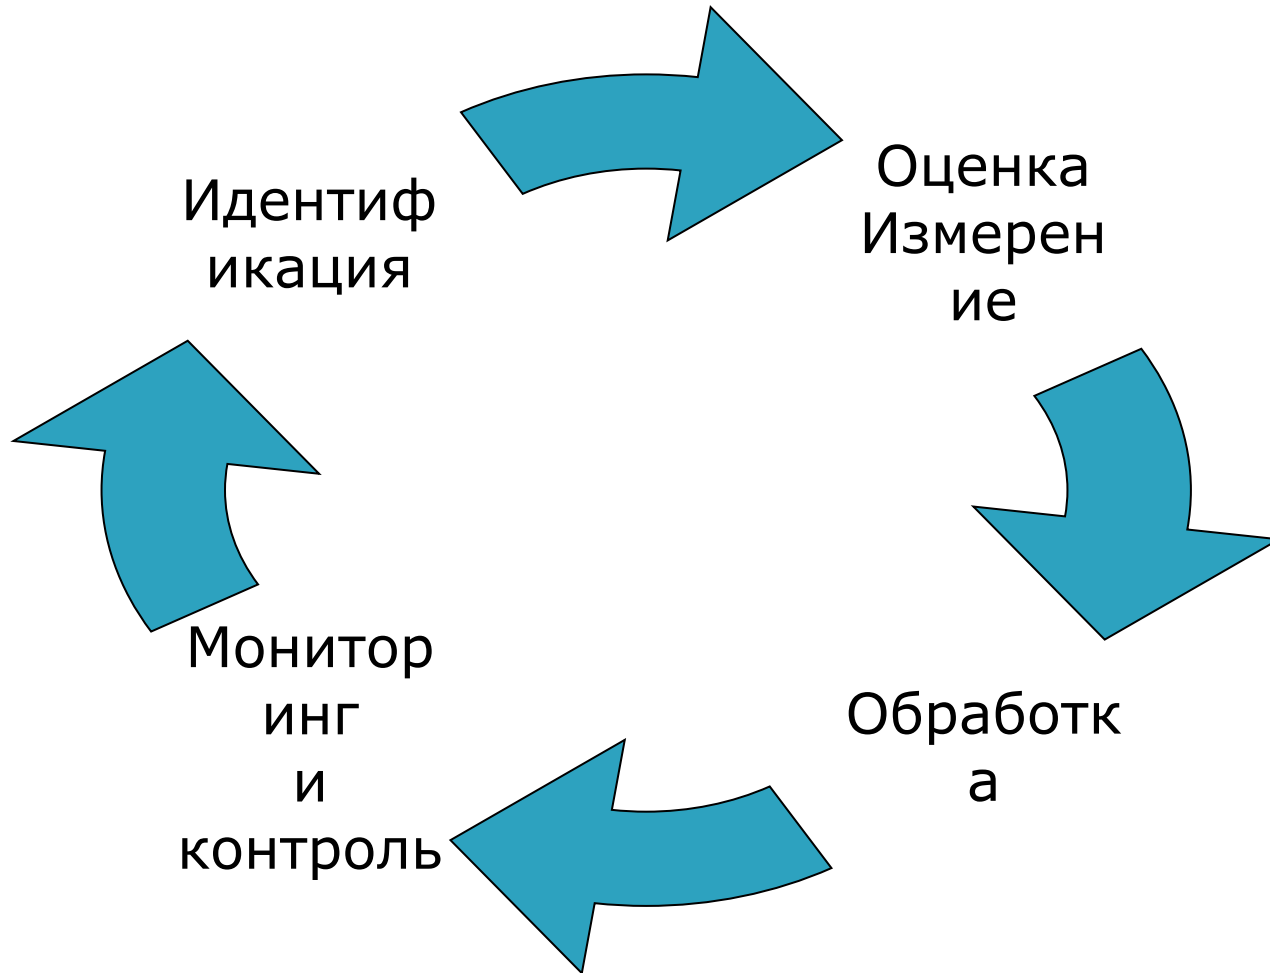 Идентиф
икация
Оценка
Измерен
ие
Обработк
а
Монитор
инг
и
контроль